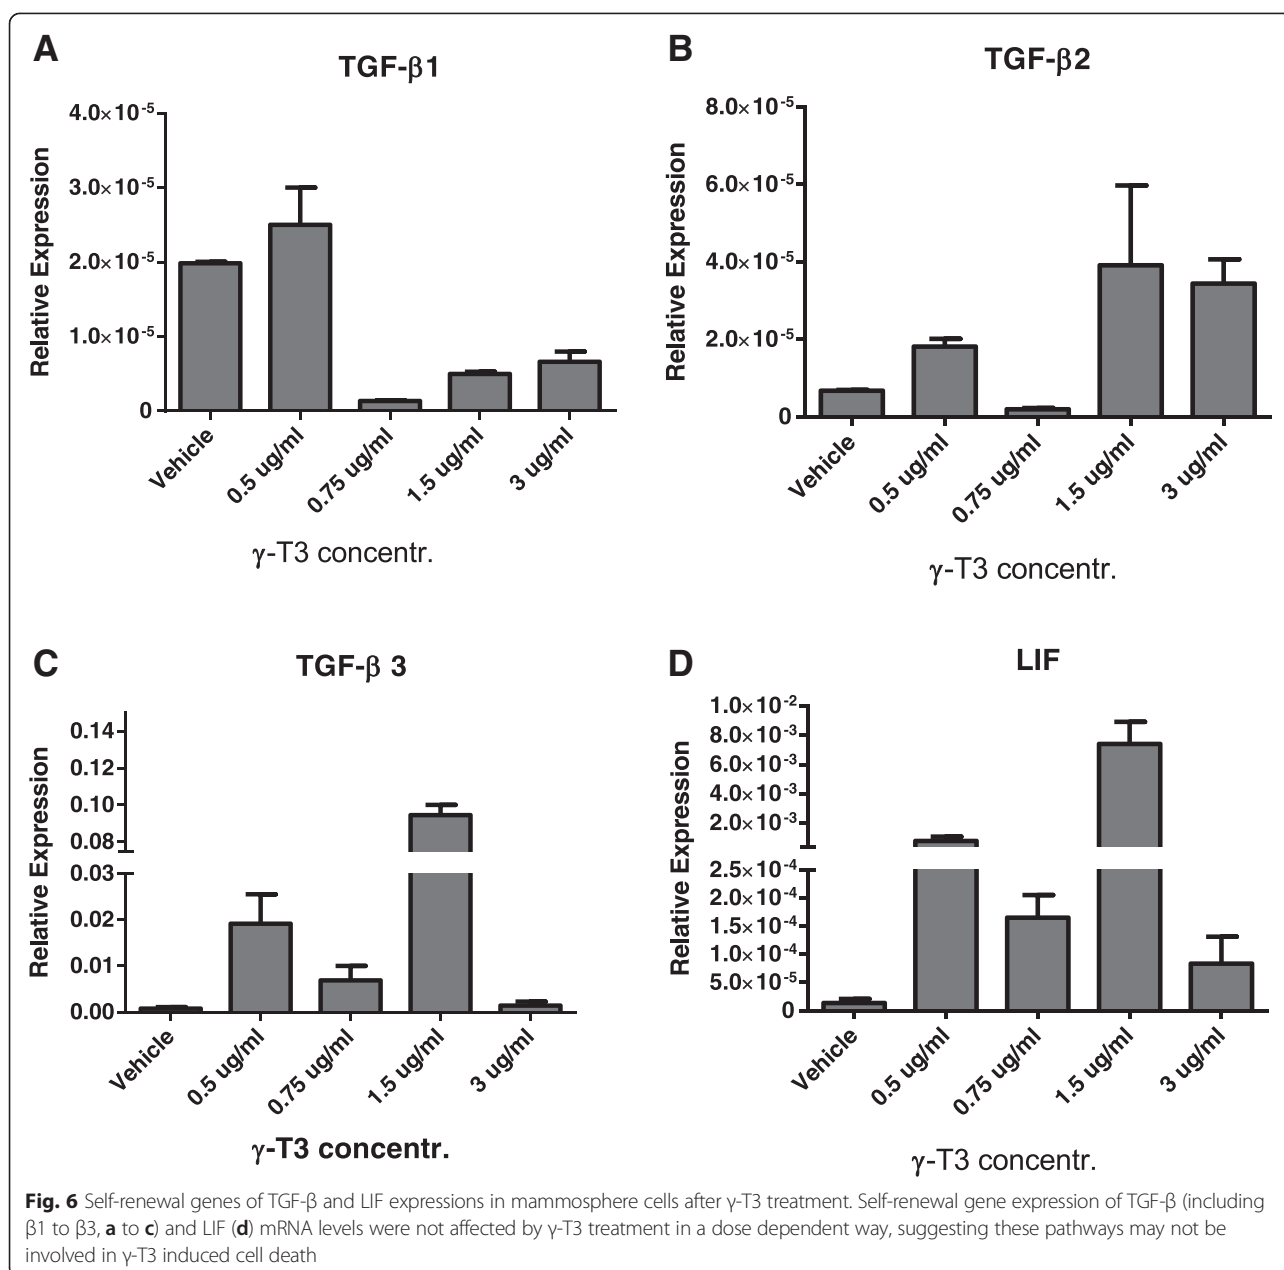 A
TGF-β1
Relative Expression
4.0×10⁻⁵
3.0×10⁻⁵
2.0×10⁻⁵
1.0×10⁻⁵
0
Vehicle
0.5 ug/ml
0.75 ug/ml
1.5 ug/ml
3 ug/ml
γ-T3 concentr.
B
TGF-β2
Relative Expression
8.0×10⁻⁵
6.0×10⁻⁵
4.0×10⁻⁵
2.0×10⁻⁵
0
Vehicle
0.5 ug/ml
0.75 ug/ml
1.5 ug/ml
3 ug/ml
γ-T3 concentr.
C
TGF-β 3
Relative Expression
0.14
0.12
0.10
0.08
0.03
0.02
0.01
0.00
Vehicle
0.5 ug/ml
0.75 ug/ml
1.5 ug/ml
3 ug/ml
γ-T3 concentr.
D
LIF
Relative Expression
1.0×10⁻²
8.0×10⁻³
6.0×10⁻³
4.0×10⁻³
2.0×10⁻³
2.5×10⁻⁴
2.0×10⁻⁴
1.5×10⁻⁴
1.0×10⁻⁴
5.0×10⁻⁵
0
Vehicle
0.5 ug/ml
0.75 ug/ml
1.5 ug/ml
3 ug/ml
γ-T3 concentr.
Fig. 6 Self-renewal genes of TGF-β and LIF expressions in mammosphere cells after γ-T3 treatment. Self-renewal gene expression of TGF-β (including
β1 to β3, a to c) and LIF (d) mRNA levels were not affected by γ-T3 treatment in a dose dependent way, suggesting these pathways may not be
involved in γ-T3 induced cell death